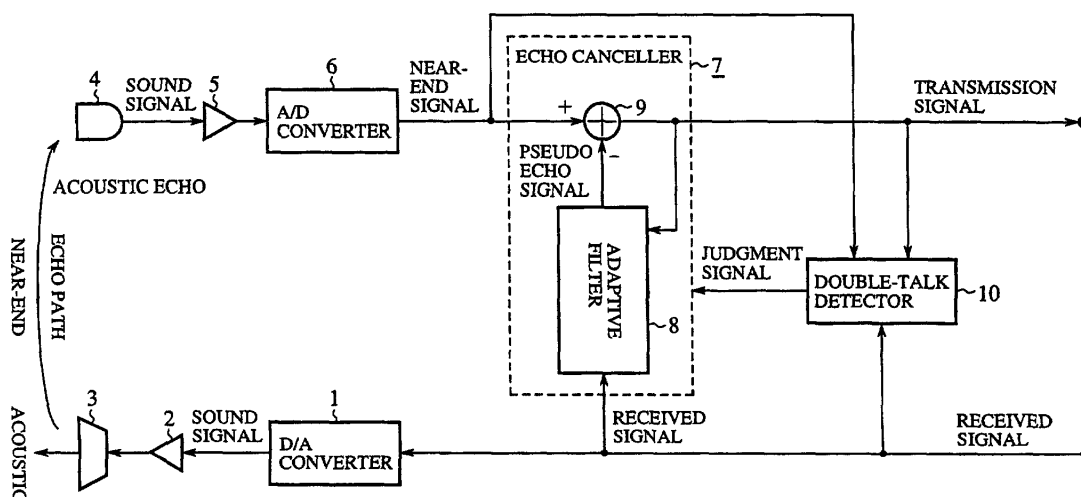 ECHO CANCELLER
7
4
SOUND
SIGNAL
5
6
A/D
CONVERTER
NEAR-
END
SIGNAL
+
9
TRANSMISSION
SIGNAL
−
PSEUDO
ECHO
SIGNAL
ACOUSTIC ECHO
ECHO PATH
NEAR-END
ADAPTIVE
FILTER
8
JUDGMENT
SIGNAL
DOUBLE-TALK
DETECTOR
10
ACOUSTIC
3
2
SOUND
SIGNAL
1
D/A
CONVERTER
RECEIVED
SIGNAL
RECEIVED
SIGNAL